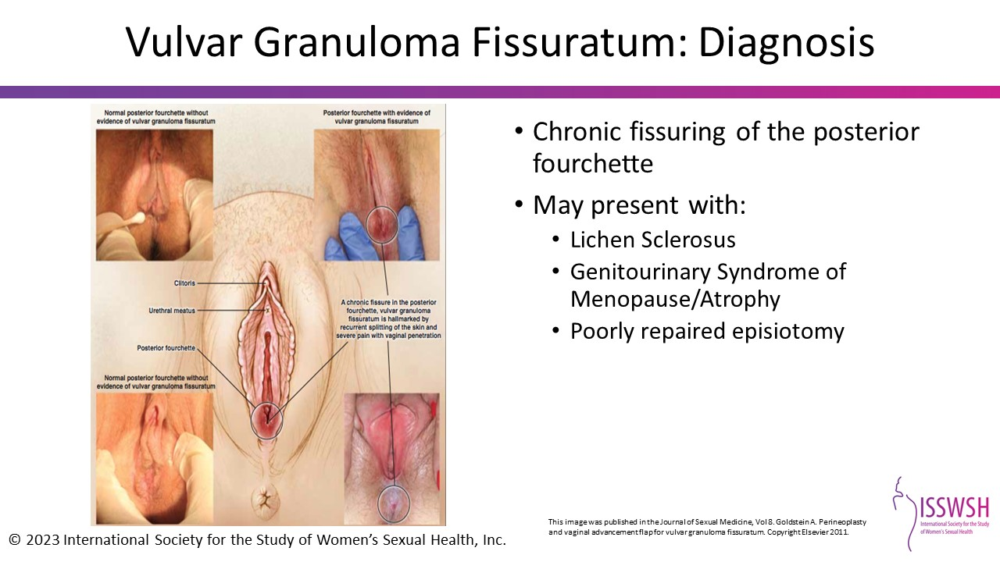 Vulvar Granuloma Fissuratum: Diagnosis
Normal posterior fourchette without
evidence of vulvar granuloma fissuratum
Posterior fourchette with evidence of
vulvar granuloma fissuratum
Clitoris
Urethral meatus
Posterior fourchette
A chronic fissure in the posterior
fourchette, vulvar granuloma
fissuratum is hallmarked by
recurrent splitting of the skin and
severe pain with vaginal penetration
Normal posterior fourchette without
evidence of vulvar granuloma fissuratum
• Chronic fissuring of the posterior
fourchette
• May present with:
• Lichen Sclerosus
• Genitourinary Syndrome of
Menopause/Atrophy
• Poorly repaired episiotomy
This image was published in the Journal of Sexual Medicine, Vol 8. Goldstein A. Perineoplasty
and vaginal advancement flap for vulvar granuloma fissuratum. Copyright Elsevier 2011.
ISSWSH
International Society for the Study
of Women's Sexual Health
© 2023 International Society for the Study of Women's Sexual Health, Inc.